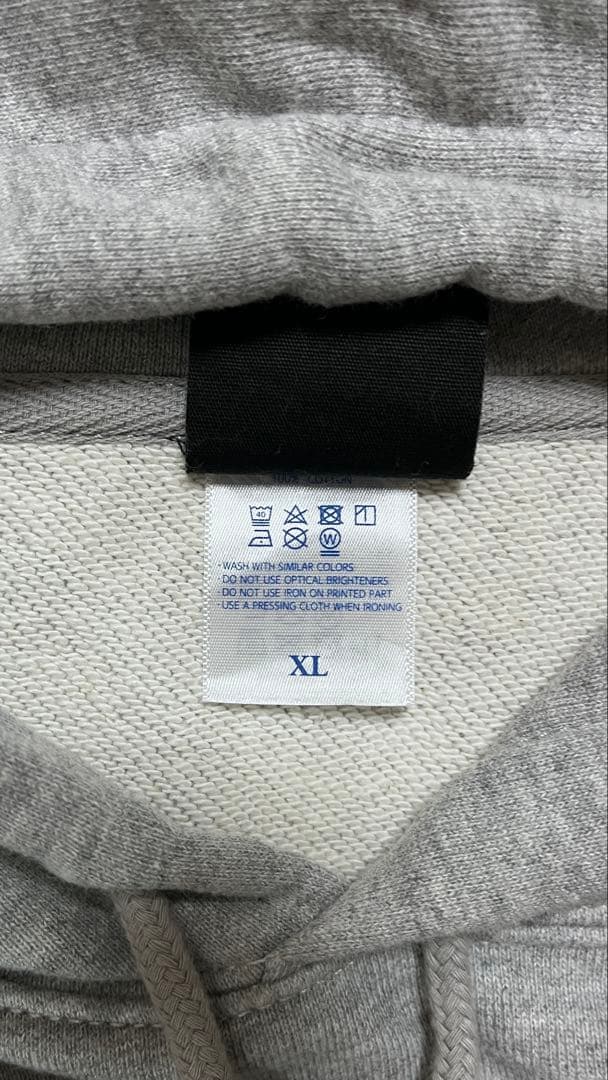 100% COTTON
40
W
·WASH WITH SIMILAR COLORS
·DO NOT USE OPTICAL BRIGHTENERS
·DO NOT USE IRON ON PRINTED PART
·USE A PRESSING CLOTH WHEN IRONING
XL